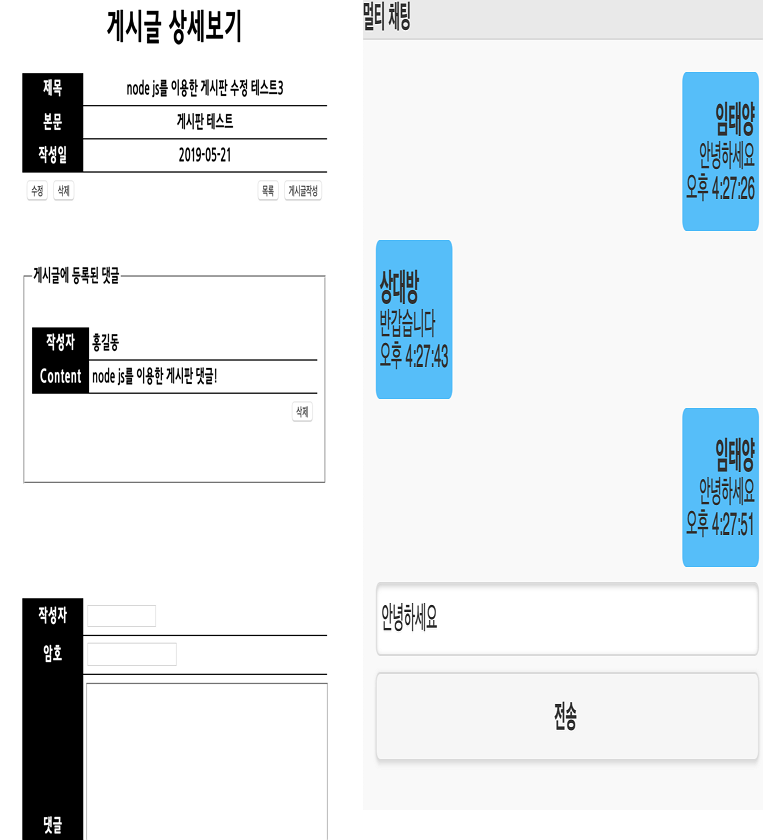 게시글 상세보기
제목 node js를 이용한 게시판 수정 테스트3
본문 게시판 테스트
작성일 2019-05-21
수정 삭제 목록 게시글작성
게시글에 등록된 댓글
작성자 홍길동
Content node js를 이용한 게시판 댓글!
삭제
작성자
암호
댓글
멀티 채팅
임태양
안녕하세요
오후 4:27:26
상대방
반갑습니다
오후 4:27:43
임태양
안녕하세요
오후 4:27:51
안녕하세요
전송